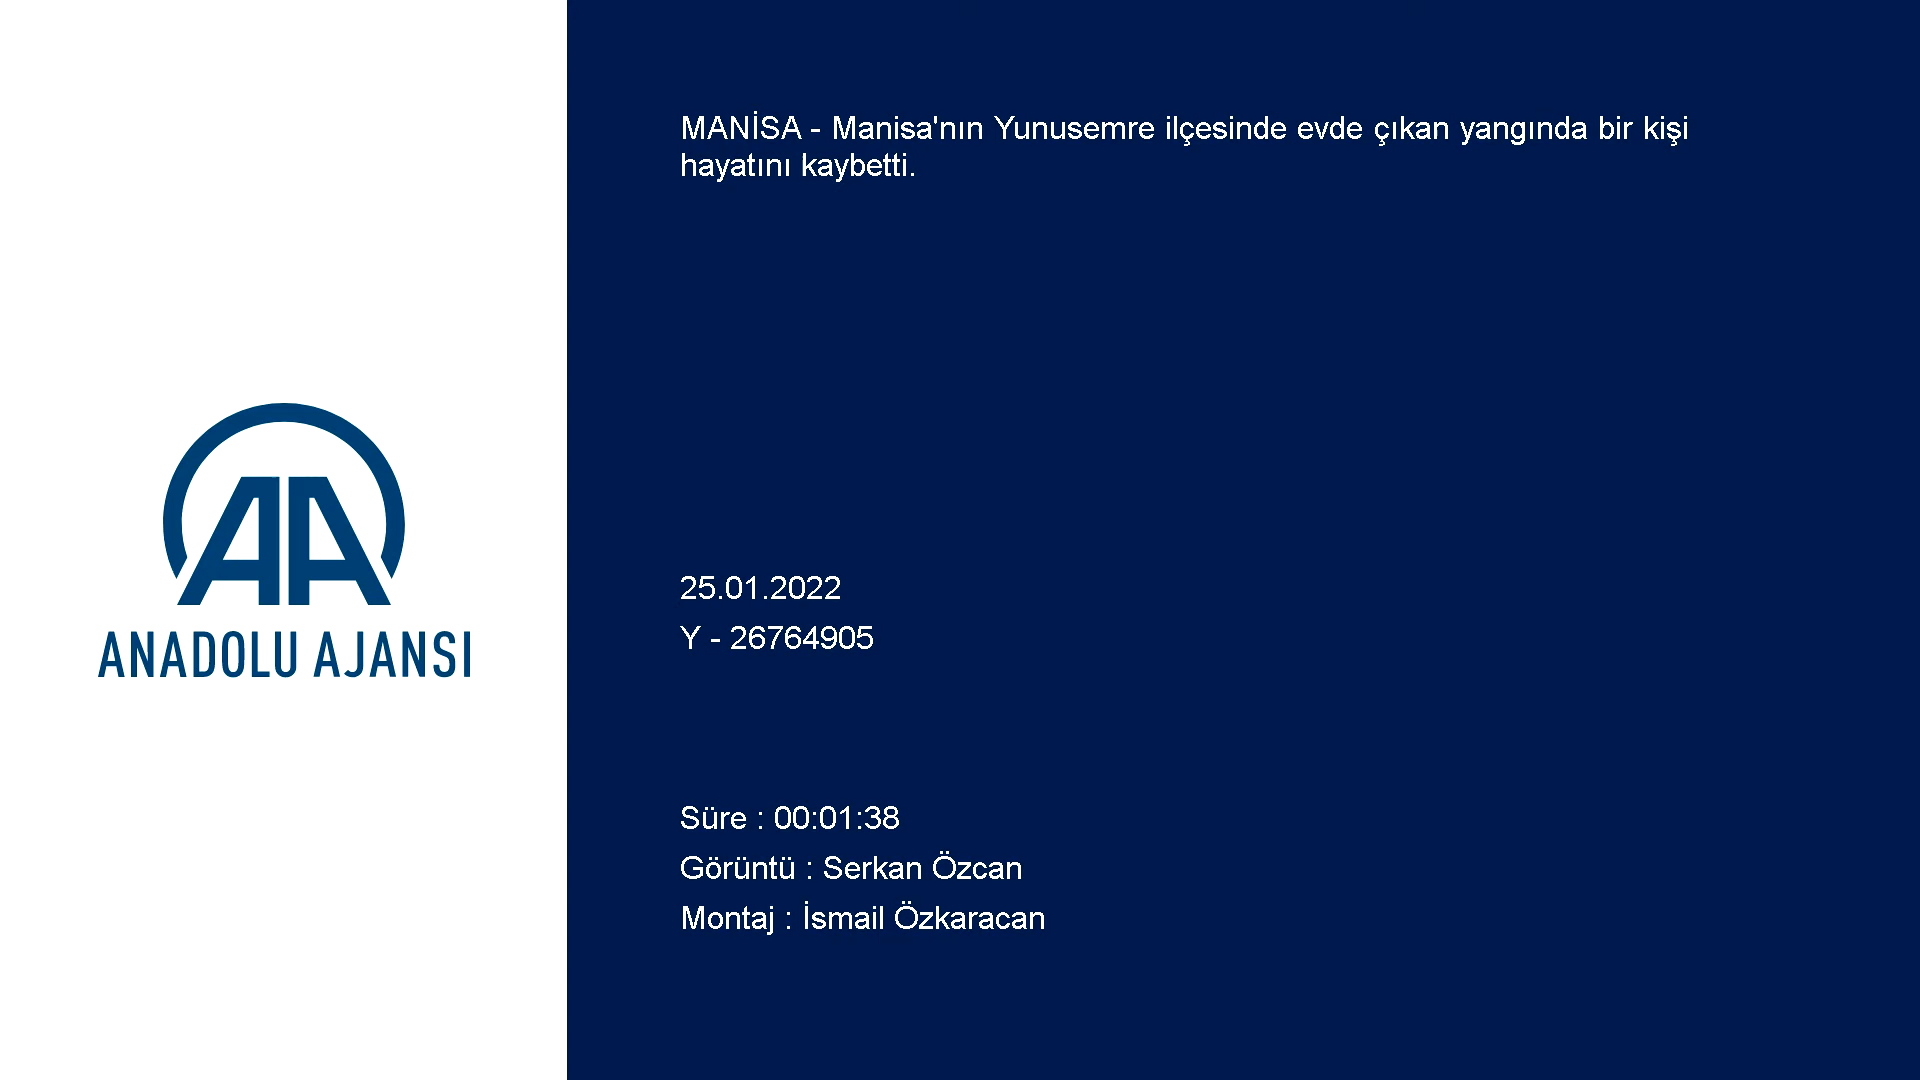 MANİSA - Manisa'nın Yunusemre ilçesinde evde çıkan yangında bir kişi
hayatını kaybetti.
AA
ANADOLU AJANSI
25.01.2022
Y - 26764905
Süre : 00:01:38
Görüntü : Serkan Özcan
Montaj : İsmail Özkaracan